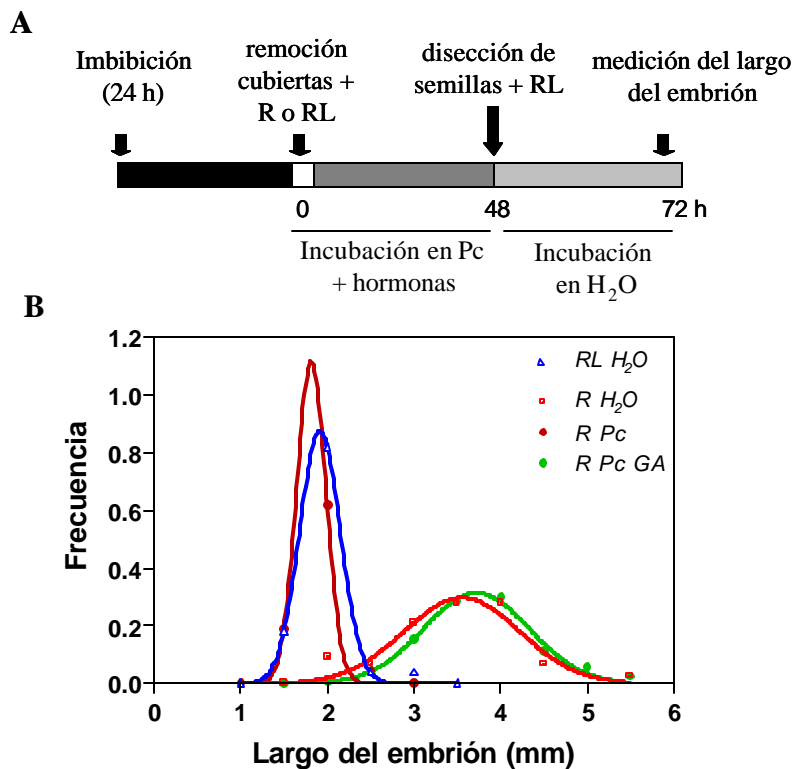 A
Imbibición
(24 h)
remoción
cubiertas +
R o RL
disección de
semillas + RL
medición del largo
del embrión
0
48
72 h
Incubación en Pc
+ hormonas
Incubación
en H₂O
B
1.2
1.0
0.8
0.6
0.4
0.2
0.0
Frecuencia
RL H₂O
R H₂O
R Pc
R Pc GA
0 1 2 3 4 5 6
Largo del embrión (mm)